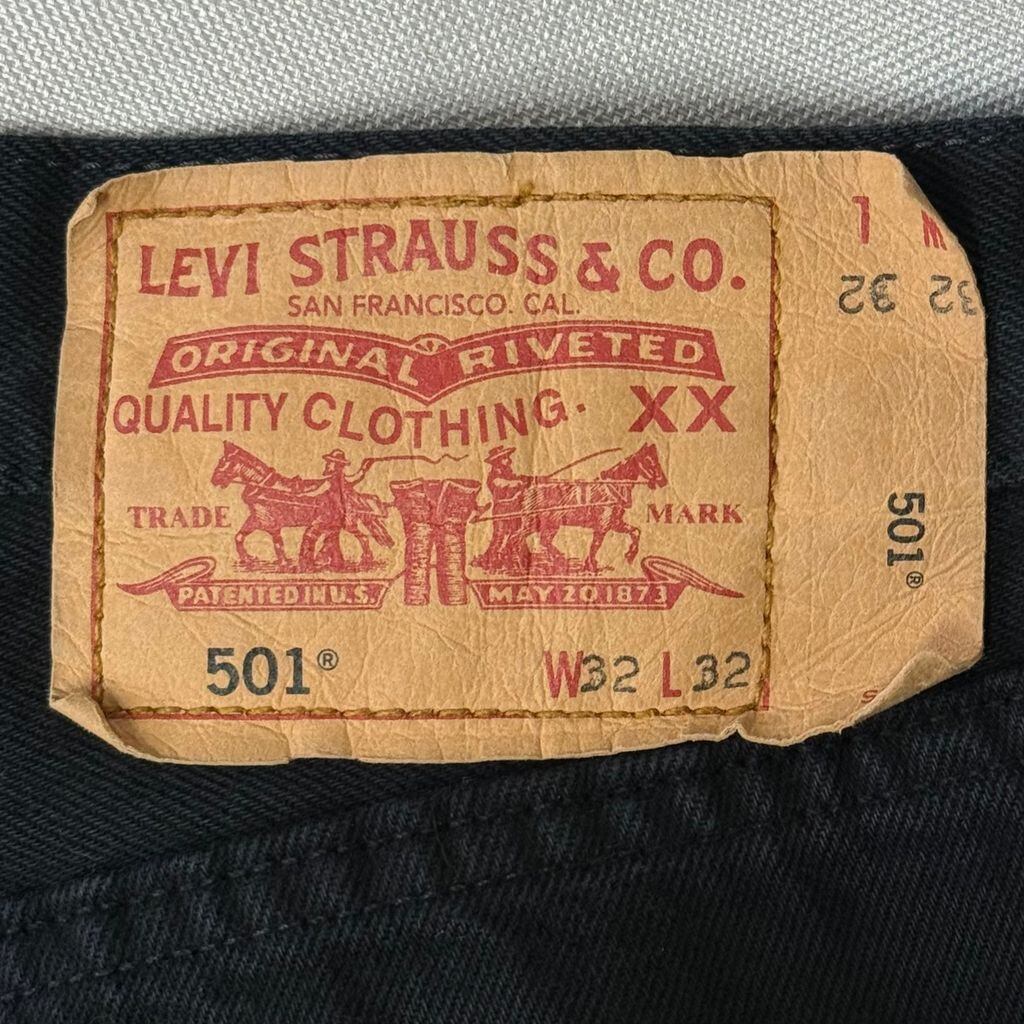 LEVI STRAUSS & CO.
SAN FRANCISCO. CAL.
ORIGINAL RIVETED
QUALITY CLOTHING. XX
TRADE MARK
PATENTED IN U.S. MAY 20 1873
501® W32 L32
L W
32 32
501®